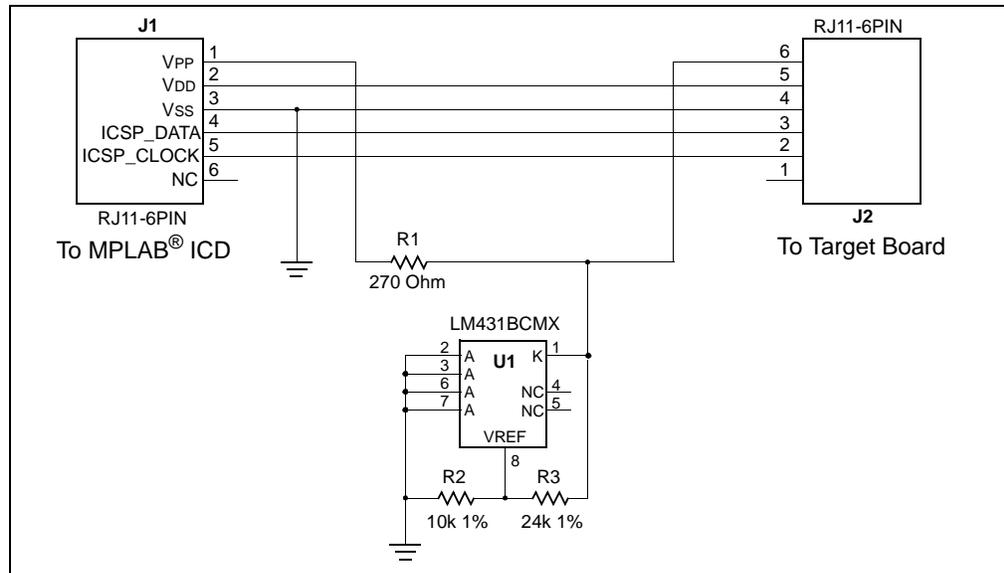 J1
RJ11-6PIN
VPP 1
VDD 2
VSS 3
ICSP_DATA 4
ICSP_CLOCK 5
NC 6
6
5
4
3
2
1
RJ11-6PIN
To MPLAB® ICD
J2
To Target Board
R1
270 Ohm
LM431BCMX
U1
2 A
3 A
6 A
7 A
K 1
NC 4
NC 5
VREF
8
R2
10k 1%
R3
24k 1%